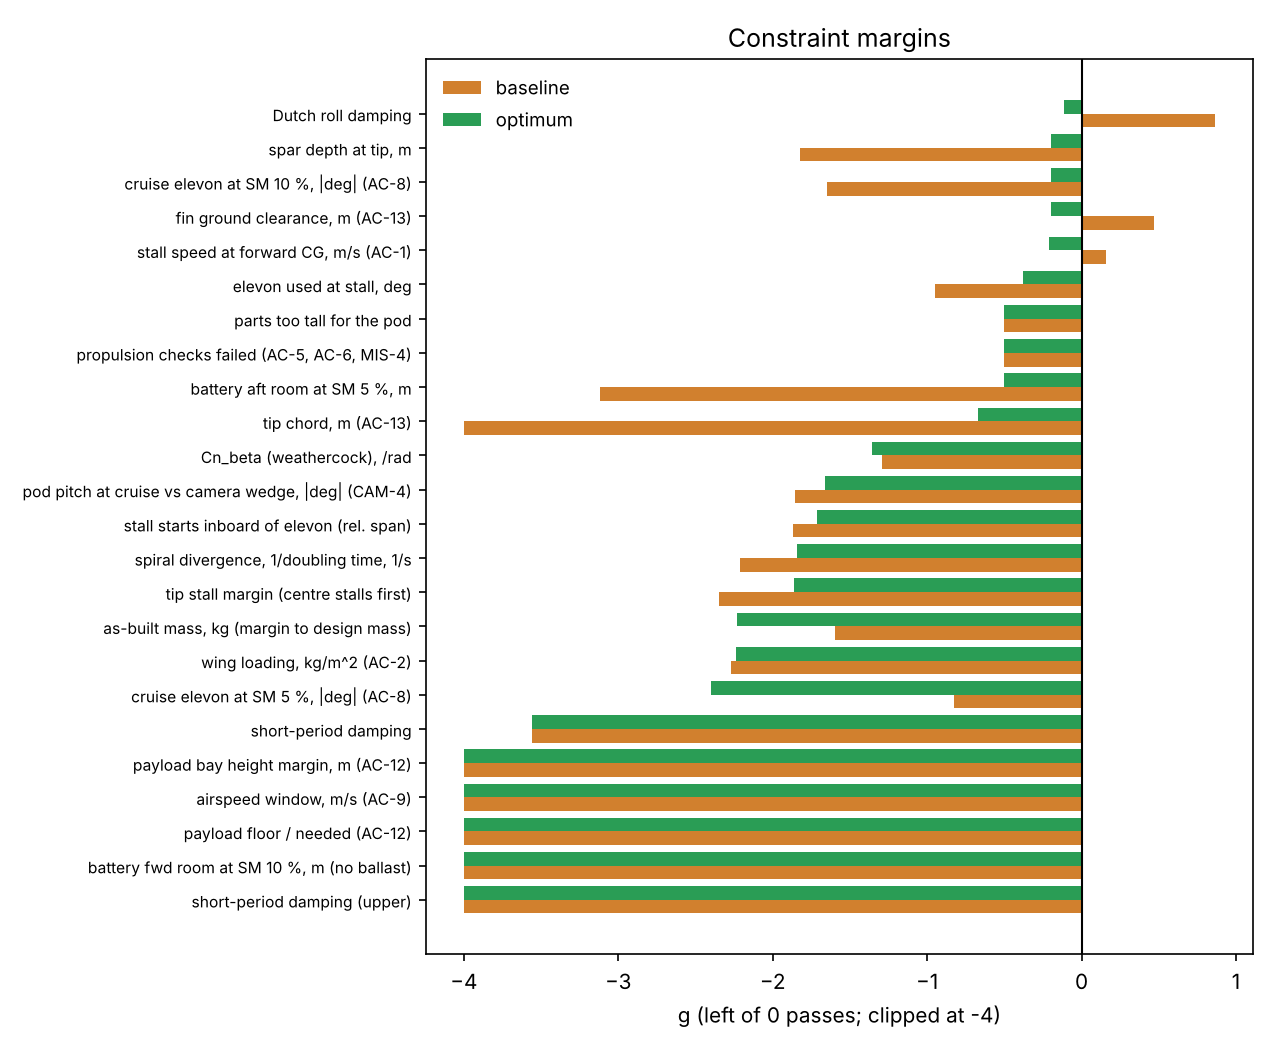 Constraint margins
baseline
optimum
Dutch roll damping
spar depth at tip, m
cruise elevon at SM 10 %, |deg| (AC-8)
fin ground clearance, m (AC-13)
stall speed at forward CG, m/s (AC-1)
elevon used at stall, deg
parts too tall for the pod
propulsion checks failed (AC-5, AC-6, MIS-4)
battery aft room at SM 5 %, m
tip chord, m (AC-13)
Cn_beta (weathercock), /rad
pod pitch at cruise vs camera wedge, |deg| (CAM-4)
stall starts inboard of elevon (rel. span)
spiral divergence, 1/doubling time, 1/s
tip stall margin (centre stalls first)
as-built mass, kg (margin to design mass)
wing loading, kg/m^2 (AC-2)
cruise elevon at SM 5 %, |deg| (AC-8)
short-period damping
payload bay height margin, m (AC-12)
airspeed window, m/s (AC-9)
payload floor / needed (AC-12)
battery fwd room at SM 10 %, m (no ballast)
short-period damping (upper)
−4 −3 −2 −1 0 1
g (left of 0 passes; clipped at -4)